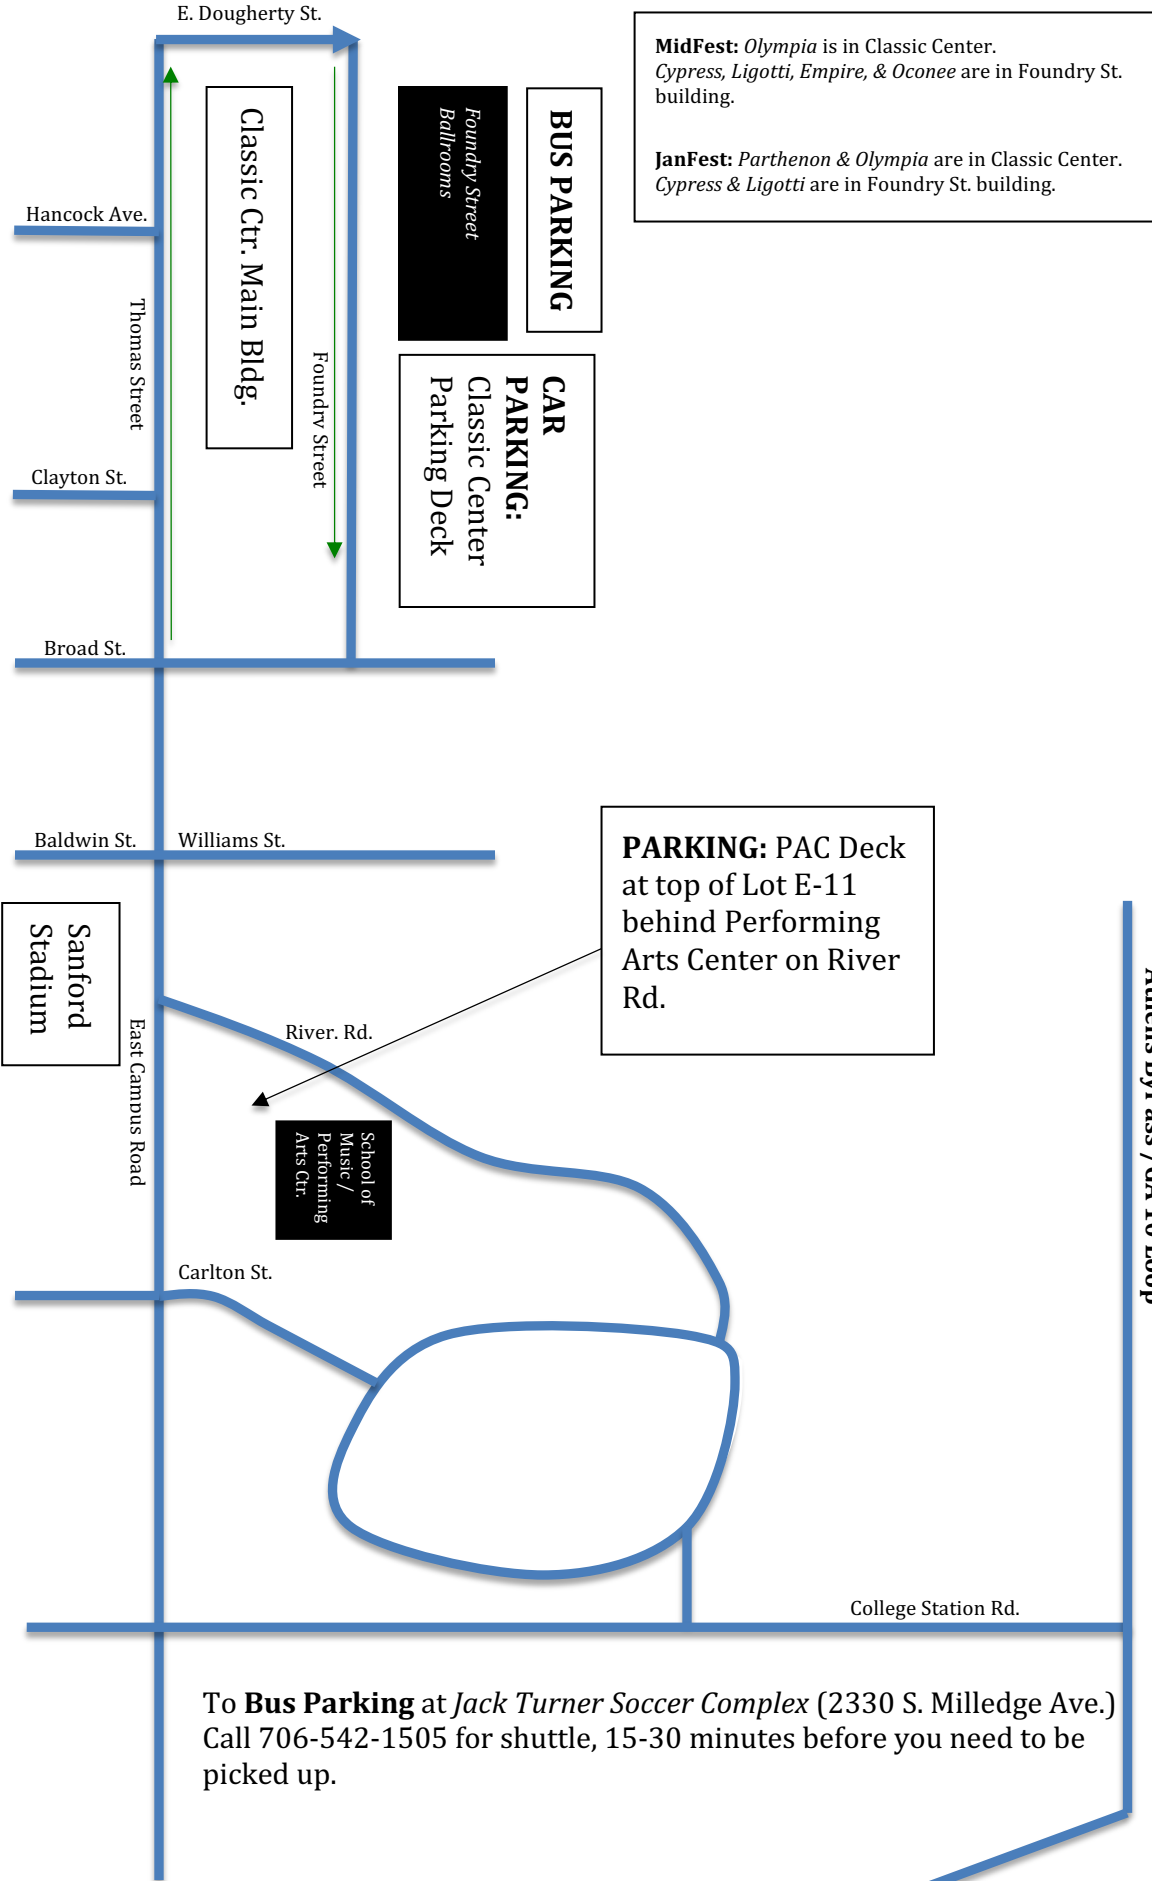 E. Dougherty St.
MidFest: Olympia is in Classic Center.
Cypress, Ligotti, Empire, & Oconee are in Foundry St.
building.
JanFest: Parthenon & Olympia are in Classic Center.
Cypress & Ligotti are in Foundry St. building.
BUS PARKING
Foundry Street
Ballrooms
Classic Ctr. Main Bldg.
Hancock Ave.
Thomas Street
Foundry Street
CAR
PARKING:
Classic Center
Parking Deck
Clayton St.
Broad St.
Baldwin St.
Williams St.
PARKING: PAC Deck
at top of Lot E-11
behind Performing
Arts Center on River
Rd.
Sanford
Stadium
East Campus Road
River. Rd.
School of
Music /
Performing
Arts Ctr.
Athens ByPass / GA 10 Loop
Carlton St.
College Station Rd.
To Bus Parking at Jack Turner Soccer Complex (2330 S. Milledge Ave.)
Call 706-542-1505 for shuttle, 15-30 minutes before you need to be
picked up.